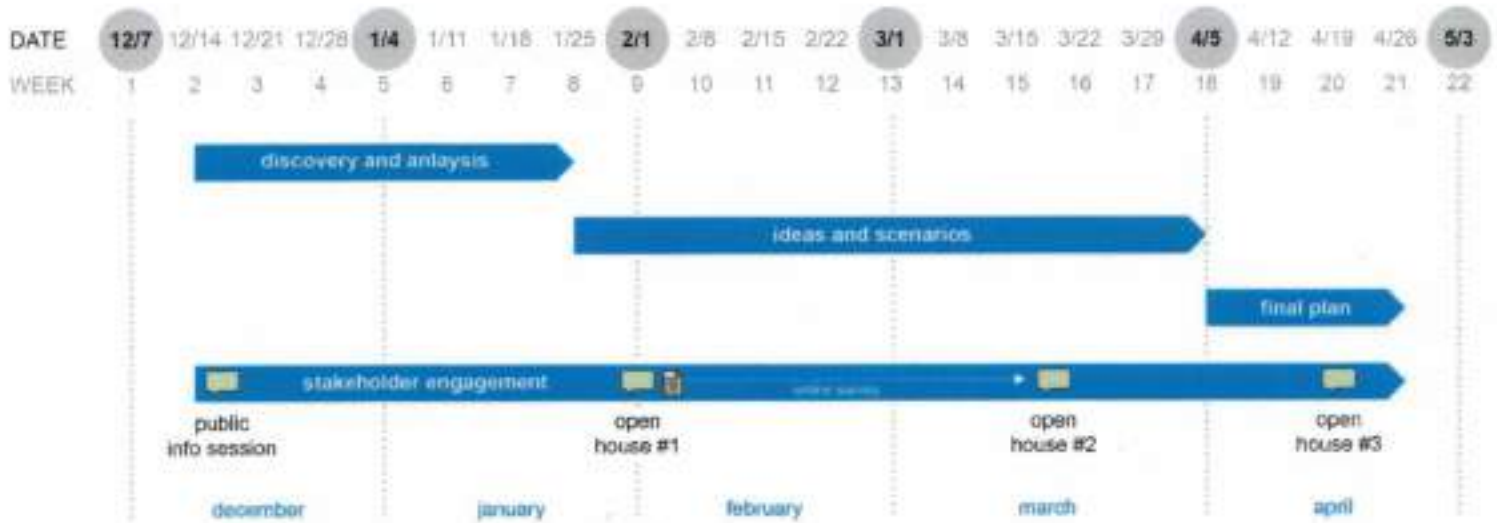 DATE 12/7 12/14 12/21 12/28 1/4 1/11 1/18 1/25 2/1 2/8 2/15 2/22 3/1 3/8 3/15 3/22 3/29 4/5 4/12 4/19 4/26 5/3
WEEK 1 2 3 4 5 6 7 8 9 10 11 12 13 14 15 16 17 18 19 20 21 22
discovery and anlaysis
ideas and scenarios
final plan
stakeholder engagement
public
info session
open
house #1
open
house #2
open
house #3
december january february march april